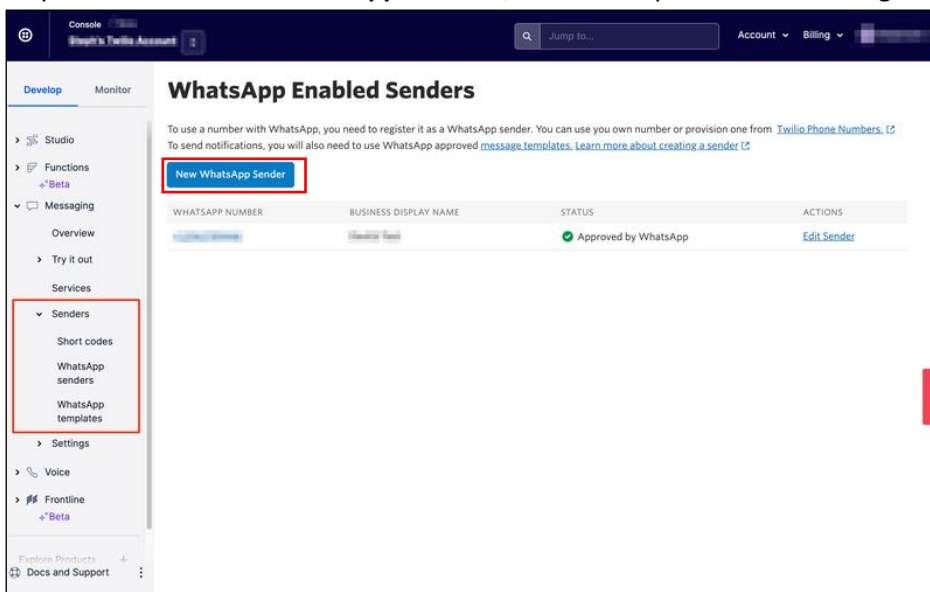 Console
Jump to...
Account
Billing
Develop
Monitor
WhatsApp Enabled Senders
To use a number with WhatsApp, you need to register it as a WhatsApp sender. You can use you own number or provision one from Twilio Phone Numbers.
To send notifications, you will also need to use WhatsApp approved message templates. Learn more about creating a sender
New WhatsApp Sender
WHATSAPP NUMBER BUSINESS DISPLAY NAME STATUS ACTIONS
Approved by WhatsApp Edit Sender
Studio
Functions
Beta
Messaging
Overview
Try it out
Services
Senders
Short codes
WhatsApp
senders
WhatsApp
templates
Settings
Voice
Frontline
Beta
Explore Products +
Docs and Support